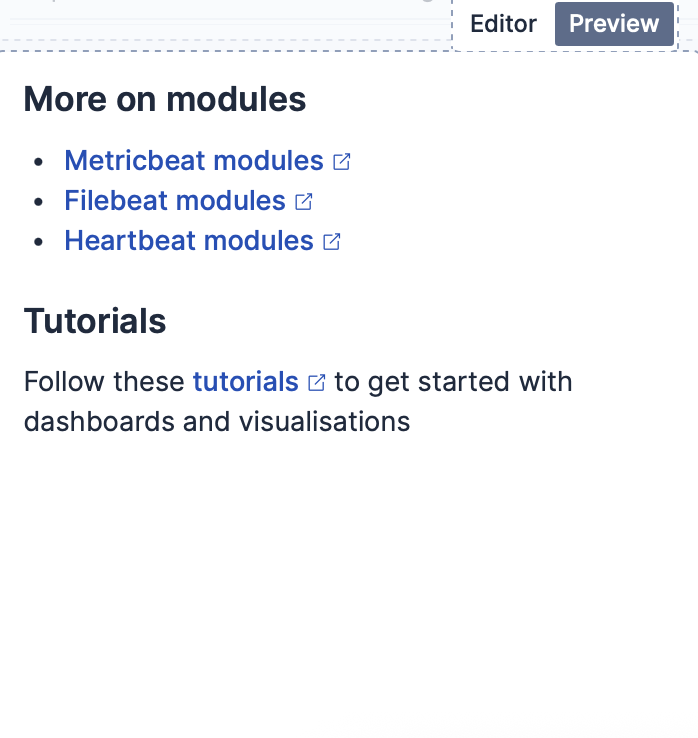 Editor Preview
More on modules
Metricbeat modules
Filebeat modules
Heartbeat modules
Tutorials
Follow these tutorials to get started with
dashboards and visualisations